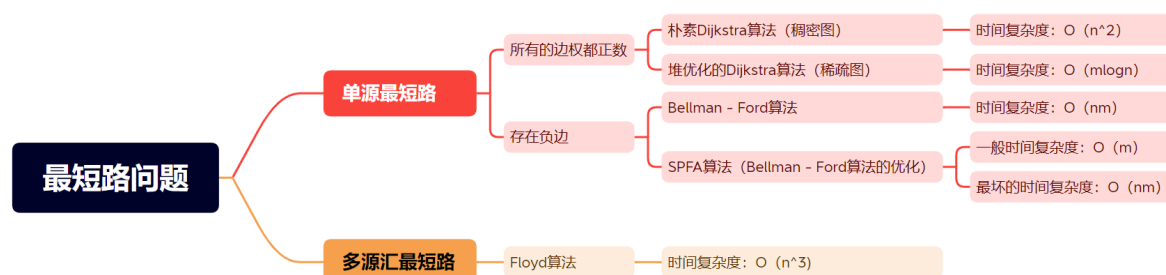 最短路问题
单源最短路
所有的边权都正数
朴素Dijkstra算法（稠密图）
时间复杂度：O（n^2）
堆优化的Dijkstra算法（稀疏图）
时间复杂度：O（mlogn）
存在负边
Bellman - Ford算法
时间复杂度：O（nm）
SPFA算法（Bellman - Ford算法的优化）
一般时间复杂度：O（m）
最坏的时间复杂度：O（nm）
多源汇最短路
Floyd算法
时间复杂度：O（n^3）